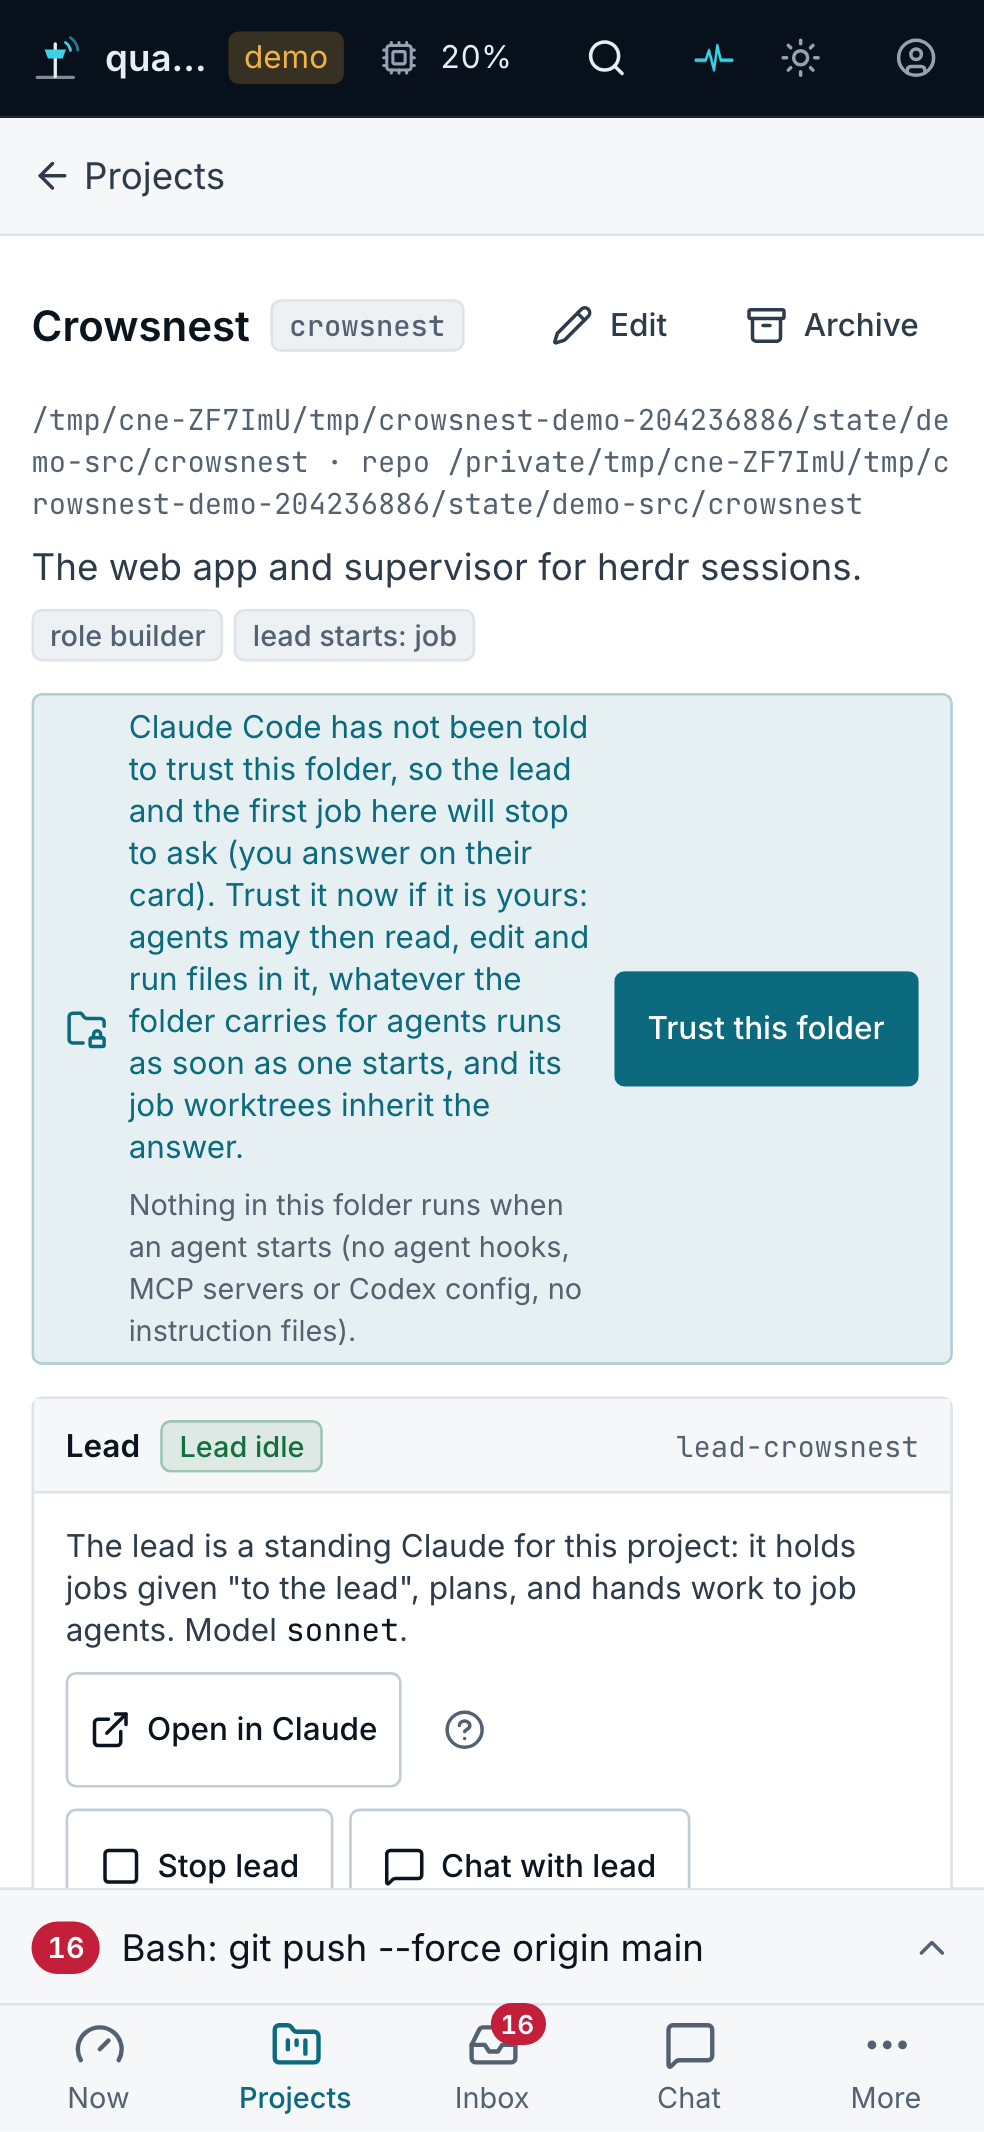 qua... demo 20%
Projects
Crowsnest crowsnest Edit Archive
/tmp/cne-ZF7ImU/tmp/crowsnest-demo-204236886/state/de
mo-src/crowsnest · repo /private/tmp/cne-ZF7ImU/tmp/c
rowsnest-demo-204236886/state/demo-src/crowsnest
The web app and supervisor for herdr sessions.
role builder lead starts: job
Claude Code has not been told
to trust this folder, so the lead
and the first job here will stop
to ask (you answer on their
card). Trust it now if it is yours:
agents may then read, edit and
run files in it, whatever the
folder carries for agents runs
as soon as one starts, and its
job worktrees inherit the
answer.
Trust this folder
Nothing in this folder runs when
an agent starts (no agent hooks,
MCP servers or Codex config, no
instruction files).
Lead Lead idle lead-crowsnest
The lead is a standing Claude for this project: it holds
jobs given "to the lead", plans, and hands work to job
agents. Model sonnet.
Open in Claude
Stop lead Chat with lead
16 Bash: git push --force origin main
16
Now Projects Inbox Chat More